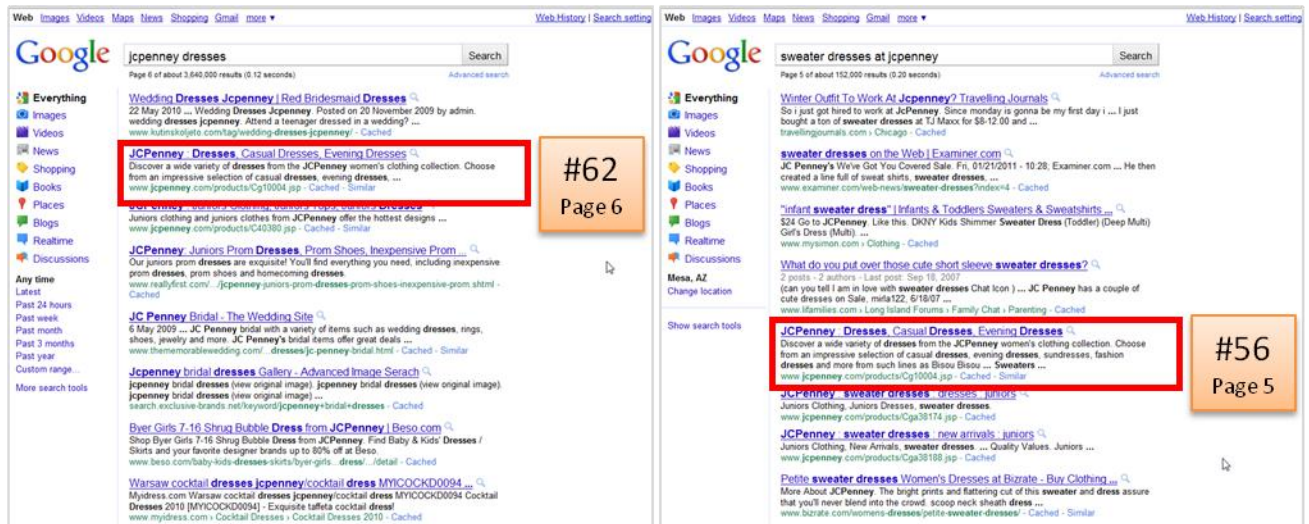 Web Images Videos Maps News Shopping Gmail more ▼
Web History | Search setting
Google
jcpenney dresses
Search
Page 6 of about 3,640,000 results (0.12 seconds)
Advanced search
Everything
Images
Videos
News
Shopping
Books
Places
Blogs
Realtime
Discussions
Any time
Latest
Past 24 hours
Past week
Past month
Past 3 months
Past year
Custom range...
More search tools
Wedding Dresses Jcpenney | Red Bridesmaid Dresses
22 May 2010 ... Wedding Dresses Jcpenney. Posted on 20 November 2009 by admin.
wedding dresses jcpenney. Attend a teenager dressed in a wedding? ...
www.kutinskoljeto.com/tag/wedding-dresses-jcpenney/ - Cached
JCPenney : Dresses, Casual Dresses, Evening Dresses
Discover a wide variety of dresses from the JCPenney women's clothing collection. Choose
from an impressive selection of casual dresses, evening dresses, ...
www.jcpenney.com/products/Cg10004.jsp - Cached - Similar
#62
Page 6
JCPenney : Juniors Clothing, Juniors Tops, Juniors Dresses
Juniors clothing and juniors clothes from JCPenney offer the hottest designs ...
www.jcpenney.com/products/C40380.jsp - Cached - Similar
JCPenney: Juniors Prom Dresses, Prom Shoes, Inexpensive Prom ...
Our juniors prom dresses are exquisite! You'll find everything you need, including inexpensive
prom dresses, prom shoes and homecoming dresses.
www.reallyfirst.com/.../jcpenney-juniors-prom-dresses-prom-shoes-inexpensive-prom.shtml -
Cached
JC Penney Bridal - The Wedding Site
6 May 2009 ... JC Penney bridal with a variety of items such as wedding dresses, rings,
shoes, jewelry and more. JC Penney's bridal items offer great deals ...
www.thememorablewedding.com/...dresses/jc-penney-bridal.html - Cached - Similar
Jcpenney bridal dresses Gallery - Advanced Image Serach
jcpenney bridal dresses (view original image). jcpenney bridal dresses (view original image).
jcpenney bridal dresses (view original image) ...
search.exclusive-brands.net/keyword/jcpenney+bridal+dresses - Cached
Byer Girls 7-16 Shrug Bubble Dress from JCPenney | Beso.com
Shop Byer Girls 7-16 Shrug Bubble Dress from JCPenney. Find Baby & Kids' Dresses /
Skirts and your favorite designer brands up to 80% off at Beso.
www.beso.com/baby-kids-dresses-skirts/byer-girls...dress/.../detail - Cached
Warsaw cocktail dresses jcpenney/cocktail dress MYICOCKD0094 ...
Myidress.com Warsaw cocktail dresses jcpenney/cocktail dress MYICOCKD0094 Cocktail
Dresses 2010 [MYICOCKD0094] - Exquisite taffeta cocktail dress!
www.myidress.com › Cocktail Dresses › Cocktail Dresses 2010 - Cached
Web Images Videos Maps News Shopping Gmail more ▼
Web History | Search setting
Google
sweater dresses at jcpenney
Search
Page 5 of about 152,000 results (0.20 seconds)
Advanced search
Everything
Images
Videos
News
Shopping
Books
Places
Blogs
Realtime
Discussions
Mesa, AZ
Change location
Show search tools
Winter Outfit To Work At Jcpenney? Travelling Journals
So i just got hired to work at JcPenney. Since monday is gonna be my first day i ... I just
bought a ton of sweater dresses at TJ Maxx for $8-12.00 and ...
travellingjournals.com › Chicago - Cached
sweater dresses on the Web | Examiner.com
JC Penney's We've Got You Covered Sale. Fri, 01/21/2011 - 10:28, Examiner.com ... He then
created a line full of sweat shirts, sweater dresses, ...
www.examiner.com/web-news/sweater-dresses?index=4 - Cached
"infant sweater dress" | Infants & Toddlers Sweaters & Sweatshirts ...
$24 Go to JCPenney. Like this. DKNY Kids Shimmer Sweater Dress (Toddler) (Deep Multi)
Girl's Dress (Multi). ...
www.mysimon.com › Clothing - Cached
What do you put over those cute short sleeve sweater dresses?
2 posts - 2 authors - Last post: Sep 18, 2007
(can you tell I am in love with sweater dresses Chat Icon ) ... JC Penney has a couple of
cute dresses on Sale, mirla122, 6/18/07 ...
www.lifamilies.com › Long Island Forums › Family Chat › Parenting - Cached
JCPenney : Dresses, Casual Dresses, Evening Dresses
Discover a wide variety of dresses from the JCPenney women's clothing collection. Choose
from an impressive selection of casual dresses, evening dresses, sundresses, fashion
dresses and more from such lines as Bisou Bisou ... Sweaters ...
www.jcpenney.com/products/Cg10004.jsp - Cached - Similar
#56
Page 5
JCPenney : sweater dresses : dresses : juniors
Juniors Clothing, Juniors Dresses, sweater dresses.
www.jcpenney.com/products/Cga38174.jsp - Cached
JCPenney : sweater dresses : new arrivals : juniors
Juniors Clothing, New Arrivals, sweater dresses. ... Quality Values. Juniors ...
www.jcpenney.com/products/Cga38188.jsp - Cached
Petite sweater dresses Women's Dresses at Bizrate - Buy Clothing ...
More About JCPenney. The bright prints and flattering cut of this sweater and dress assure
that you'll never blend into the crowd. scoop neck sheath dress ...
www.bizrate.com/womens-dresses/petite-sweater-dresses/ - Cached - Similar